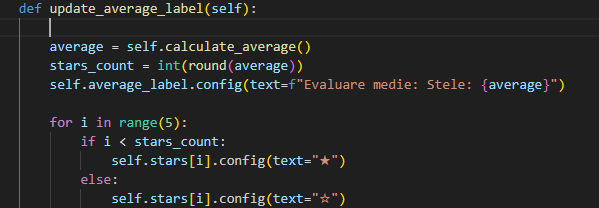 def update_average_label(self):
average = self.calculate_average()
stars_count = int(round(average))
self.average_label.config(text=f"Evaluare medie: Stele: {average}")
for i in range(5):
if i < stars_count:
self.stars[i].config(text="★")
else:
self.stars[i].config(text="☆")